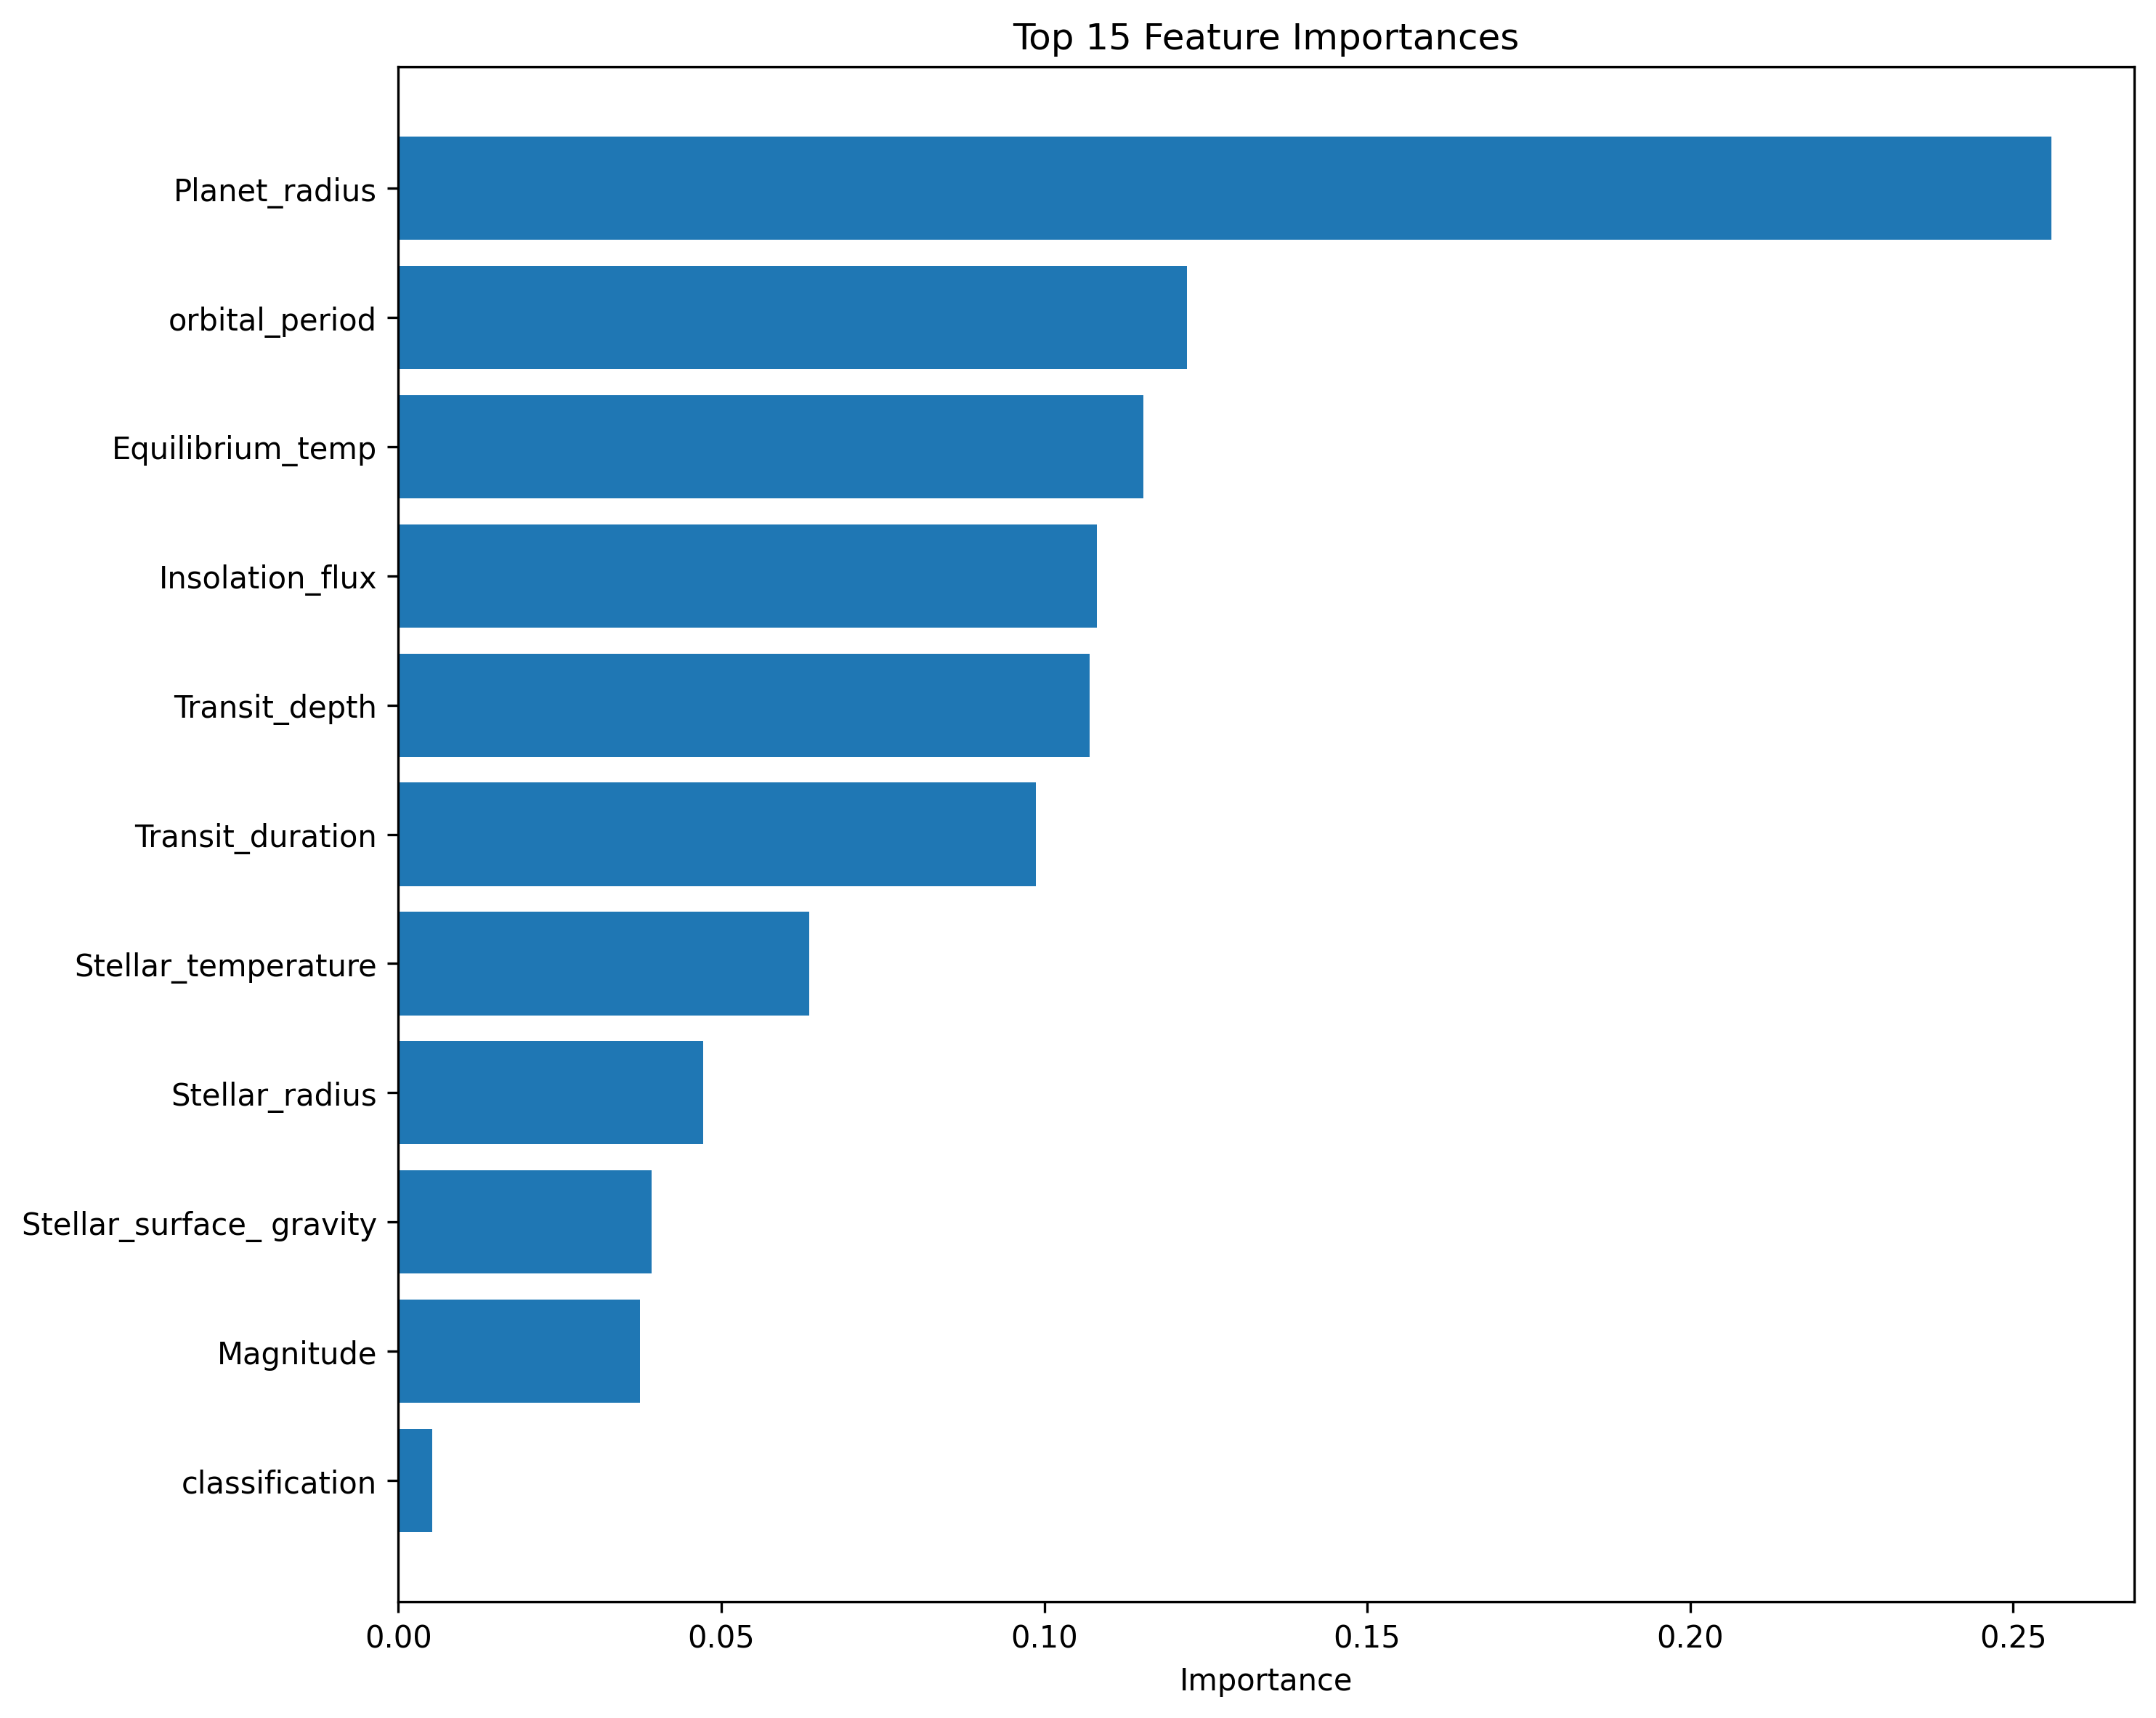 Top 15 Feature Importances
Planet_radius
orbital_period
Equilibrium_temp
Insolation_flux
Transit_depth
Transit_duration
Stellar_temperature
Stellar_radius
Stellar_surface_ gravity
Magnitude
classification
0.00 0.05 0.10 0.15 0.20 0.25
Importance